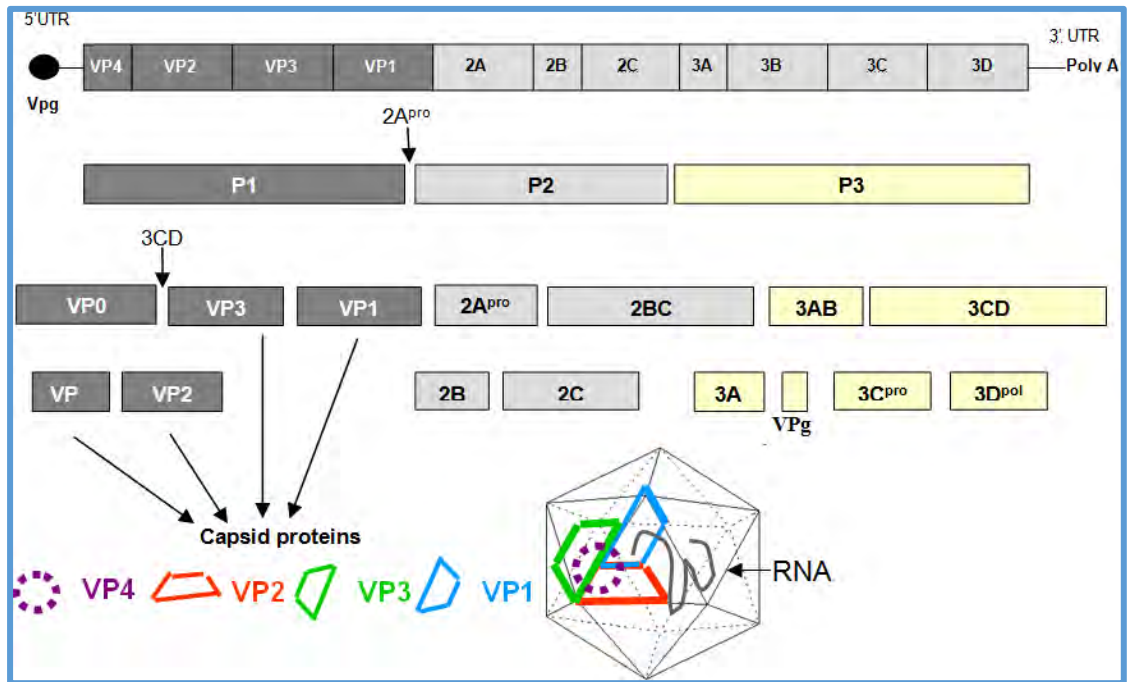 5'UTR
3' UTR
VP4 VP2 VP3 VP1 2A 2B 2C 3A 3B 3C 3D
Poly A
Vpg
2Apro
P1 P2 P3
3CD
VP0 VP3 VP1 2Apro 2BC 3AB 3CD
VP VP2 2B 2C 3A 3Cpro 3Dpol
VPg
Capsid proteins
RNA
VP4 VP2 VP3 VP1